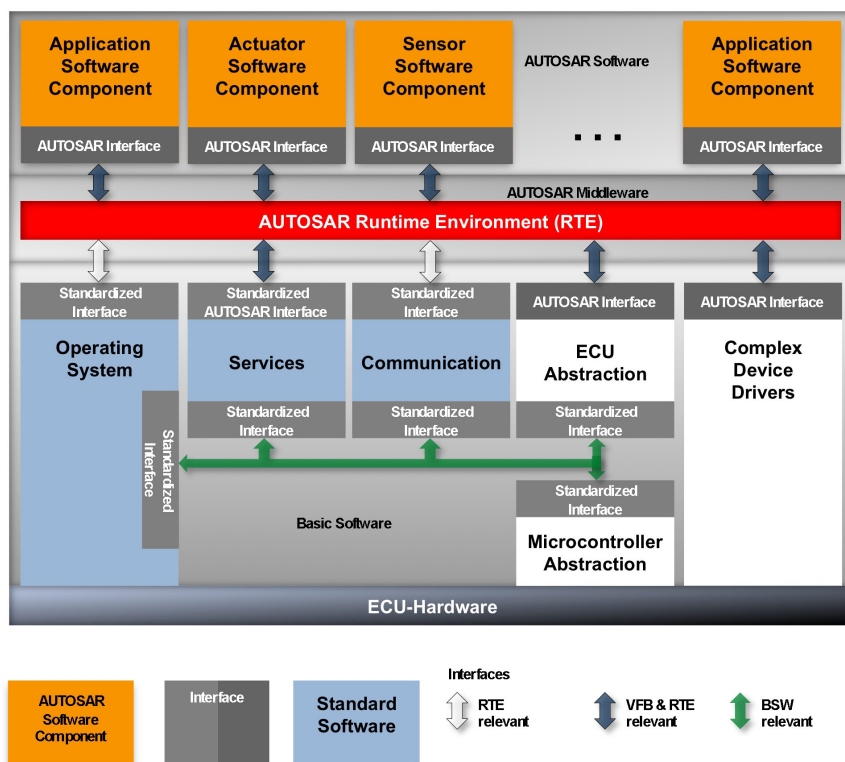 Application
Software
Component
Actuator
Software
Component
Sensor
Software
Component
AUTOSAR Software
Application
Software
Component
. . .
AUTOSAR Interface
AUTOSAR Interface
AUTOSAR Interface
AUTOSAR Interface
AUTOSAR Middleware
AUTOSAR Runtime Environment (RTE)
Standardized
Interface
Standardized
AUTOSAR Interface
Standardized
Interface
AUTOSAR Interface
AUTOSAR Interface
Operating
System
Services
Communication
ECU
Abstraction
Complex
Device
Drivers
Standardized
Interface
Standardized
Interface
Standardized
Interface
Standardized
Interface
Standardized
Interface
Basic Software
Microcontroller
Abstraction
ECU-Hardware
AUTOSAR
Software
Component
Interface
Standard
Software
Interfaces
RTE
relevant
VFB & RTE
relevant
BSW
relevant